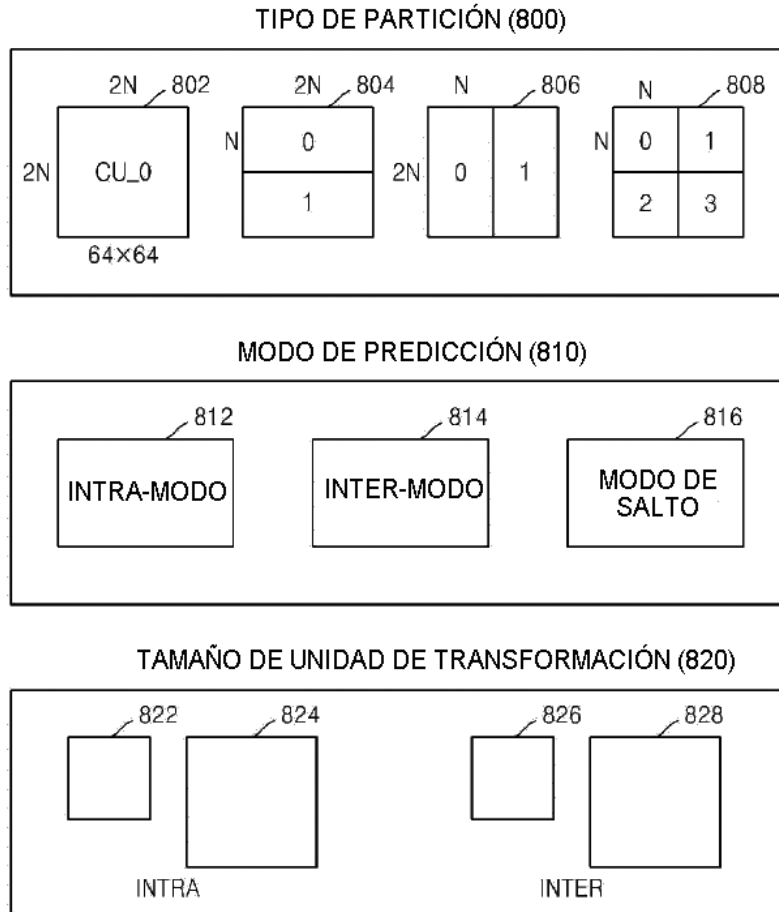 TIPO DE PARTICIÓN (800)
2N 802 2N 804 N 806 N 808
2N CU_0 N 0 2N 0 1 N 0 1
1 2 3
64×64
MODO DE PREDICCIÓN (810)
812 814 816
INTRA-MODO INTER-MODO MODO DE
SALTO
TAMAÑO DE UNIDAD DE TRANSFORMACIÓN (820)
822 824 826 828
INTRA INTER